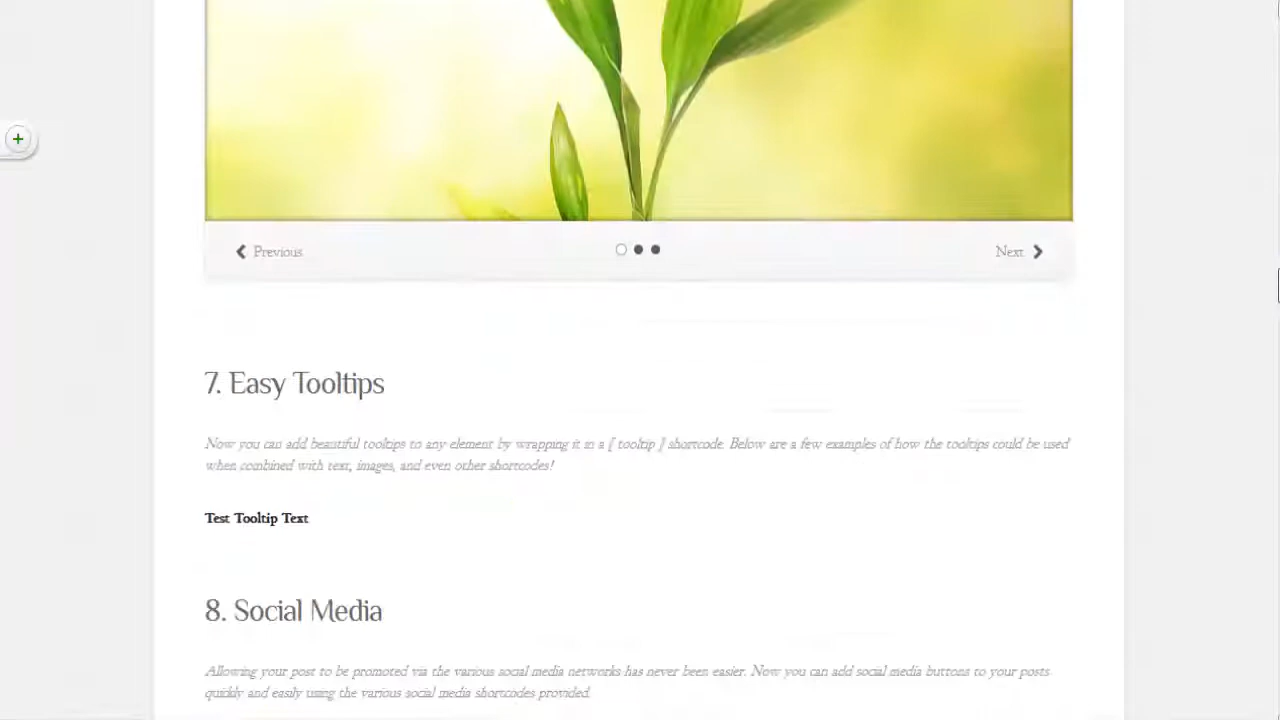 Previous
Next
7. Easy Tooltips
Now you can add beautiful tooltips to any element by wrapping it in a [ tooltip ] shortcode. Below are a few examples of how the tooltips could be used
when combined with text, images, and even other shortcodes!
Test Tooltip Text
8. Social Media
Allowing your post to be promoted via the various social media networks has never been easier. Now you can add social media buttons to your posts
quickly and easily using the various social media shortcodes provided.